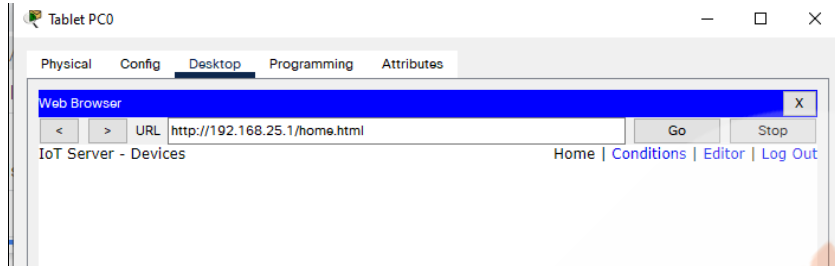 Tablet PC0
Physical Config Desktop Programming Attributes
Web Browser X
< > URL http://192.168.25.1/home.html Go Stop
IoT Server - Devices Home | Conditions | Editor | Log Out